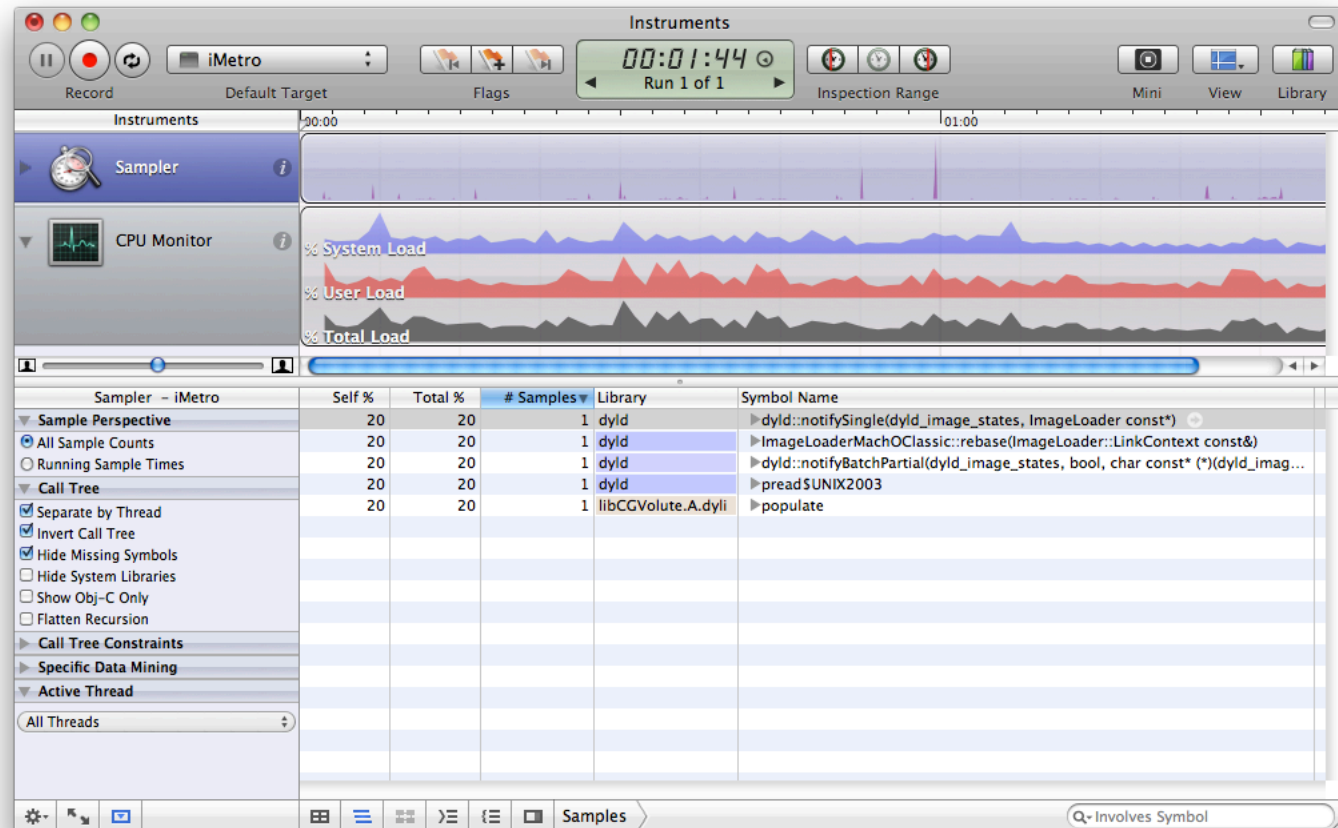 Instruments
iMetro
00:01:44
Run 1 of 1
Record
Default Target
Flags
Inspection Range
Mini
View
Library
Instruments
00:00
01:00
Sampler
CPU Monitor
% System Load
% User Load
% Total Load
Sampler – iMetro
Self %
Total %
# Samples
Library
Symbol Name
Sample Perspective
All Sample Counts
Running Sample Times
Call Tree
Separate by Thread
Invert Call Tree
Hide Missing Symbols
Hide System Libraries
Show Obj-C Only
Flatten Recursion
Call Tree Constraints
Specific Data Mining
Active Thread
All Threads
20 20 1 dyld dyld::notifySingle(dyld_image_states, ImageLoader const*)
20 20 1 dyld ImageLoaderMachOClassic::rebase(ImageLoader::LinkContext const&)
20 20 1 dyld dyld::notifyBatchPartial(dyld_image_states, bool, char const* (*)(dyld_imag...
20 20 1 dyld pread$UNIX2003
20 20 1 libCGVolute.A.dyli populate
Samples
Involves Symbol